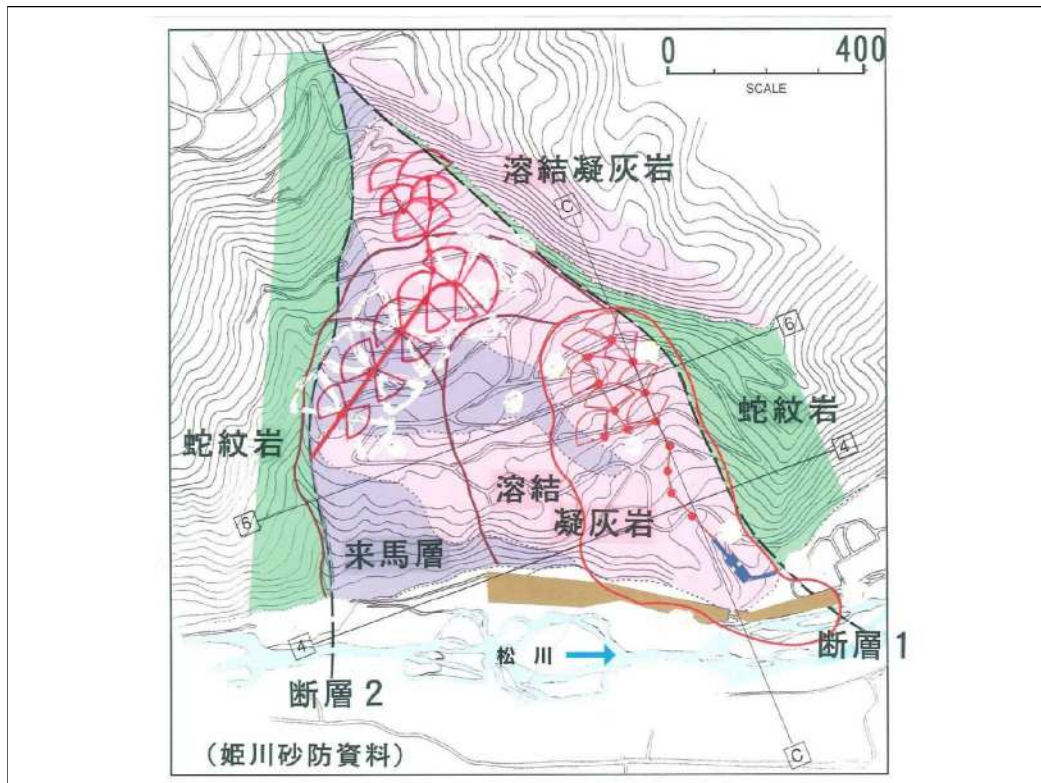 0 400
SCALE
溶結凝灰岩
C
6
蛇紋岩
4
蛇紋岩
溶結
凝灰岩
6
来馬層
4
松川
断層1
断層2
C
（姫川砂防資料）